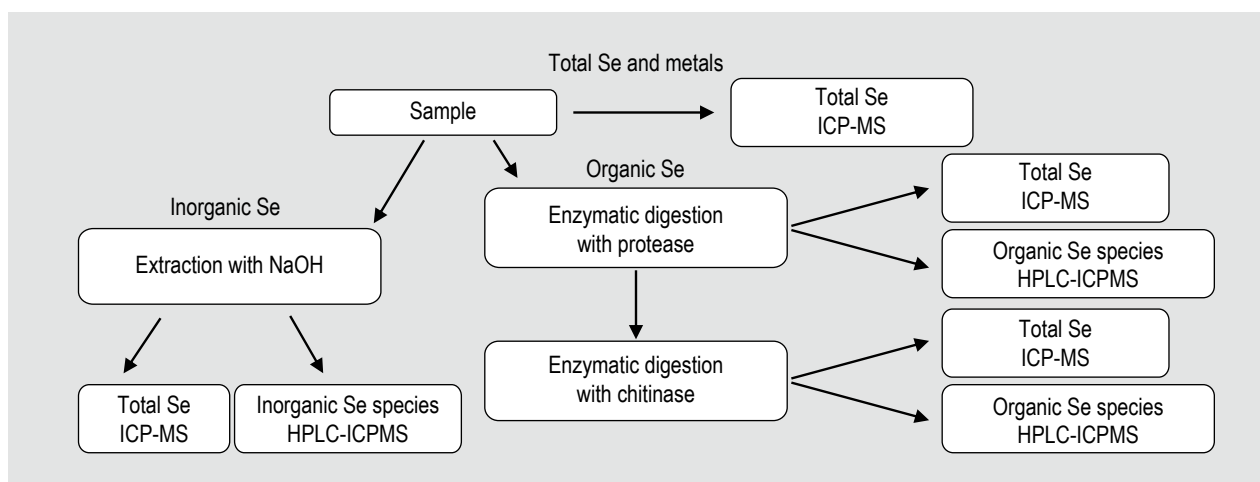 Total Se and metals
Sample
Total Se
ICP-MS
Organic Se
Total Se
ICP-MS
Inorganic Se
Enzymatic digestion
with protease
Extraction with NaOH
Organic Se species
HPLC-ICPMS
Enzymatic digestion
with chitinase
Total Se
ICP-MS
Total Se
ICP-MS
Inorganic Se species
HPLC-ICPMS
Organic Se species
HPLC-ICPMS